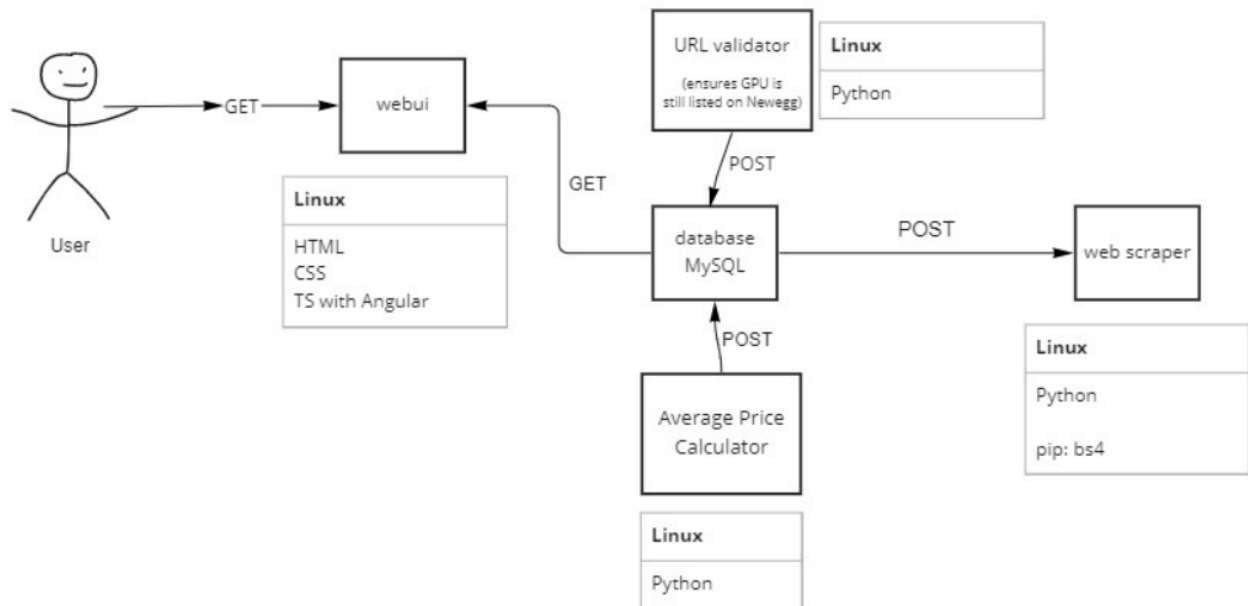 URL validator
(ensures GPU is
still listed on Newegg)
Linux
Python
GET
webui
POST
GET
Linux
HTML
CSS
TS with Angular
User
database
MySQL
POST
web scraper
POST
Average Price
Calculator
Linux
Python
pip: bs4
Linux
Python